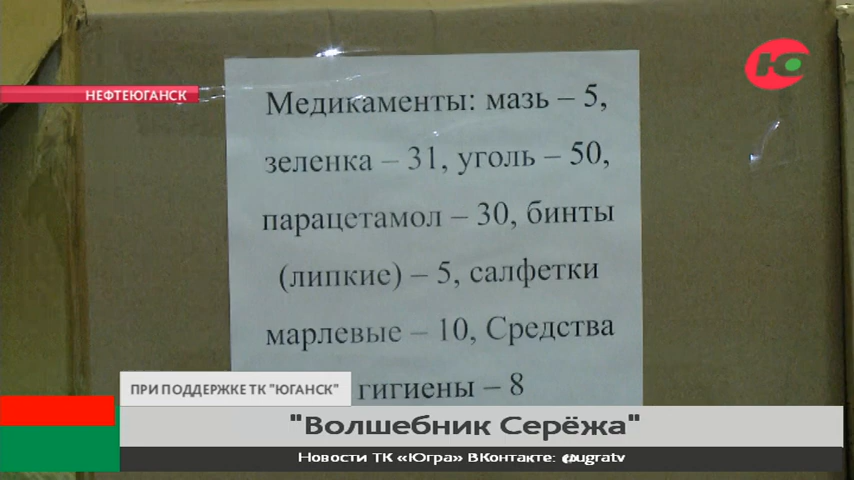 Ю
НЕФТЕЮГАНСК
Медикаменты: мазь – 5,
зеленка – 31, уголь – 50,
парацетамол – 30, бинты
(липкие) – 5, салфетки
марлевые – 10, Средства
гигиены – 8
ПРИ ПОДДЕРЖКЕ ТК "ЮГАНСК"
"Волшебник Серёжа"
Новости ТК «Югра» ВКонтакте: @ugratv